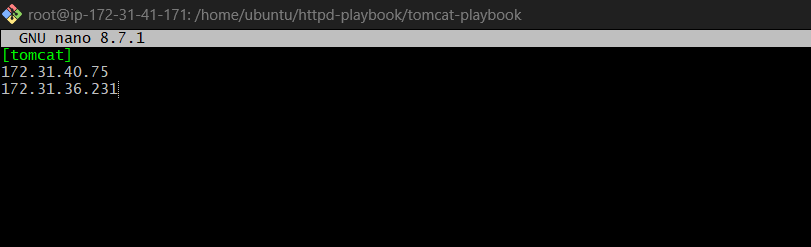 root@ip-172-31-41-171: /home/ubuntu/httpd-playbook/tomcat-playbook
GNU nano 8.7.1
[tomcat]
172.31.40.75
172.31.36.231